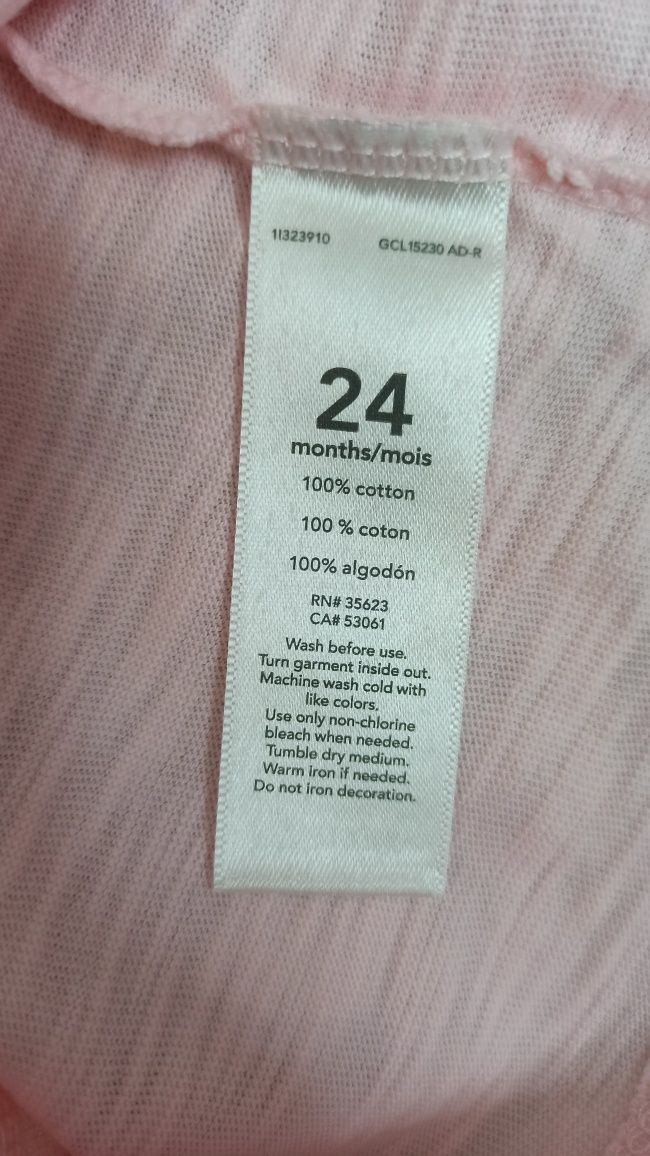 1I323910 GCL15230 AD-R
24
months/mois
100% cotton
100 % coton
100% algodón
RN# 35623
CA# 53061
Wash before use.
Turn garment inside out.
Machine wash cold with
like colors.
Use only non-chlorine
bleach when needed.
Tumble dry medium.
Warm iron if needed.
Do not iron decoration.